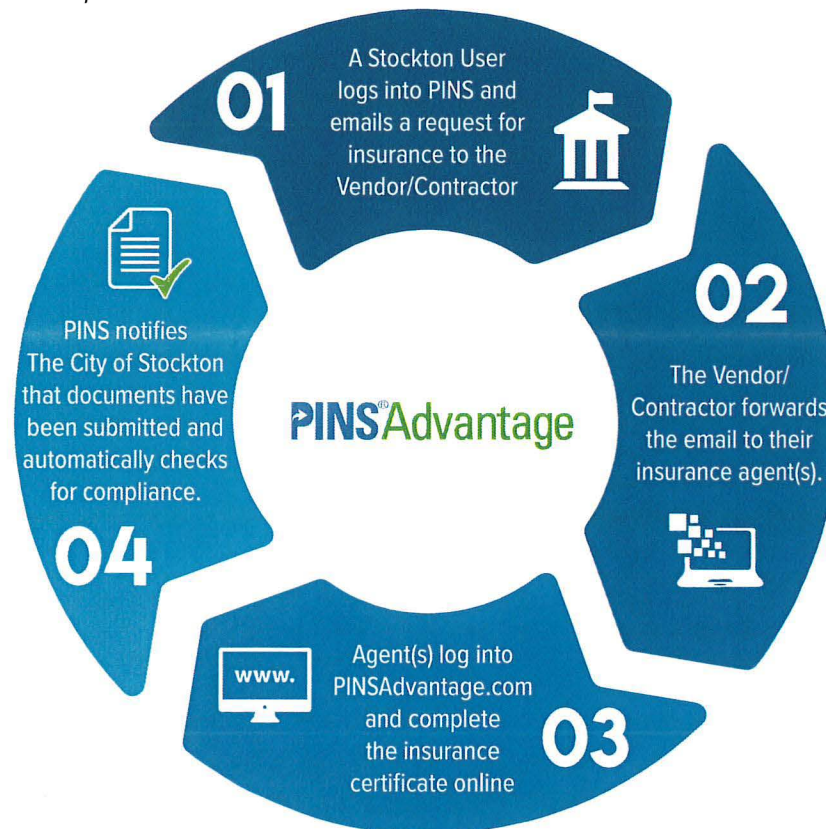 01
A Stockton User
logs into PINS and
emails a request for
insurance to the
Vendor/Contractor
02
The Vendor/
Contractor forwards
the email to their
insurance agent(s).
www.
Agent(s) log into
PINSAdvantage.com
and complete
the insurance
certificate online
03
PINS notifies
The City of Stockton
that documents have
been submitted and
automatically checks
for compliance.
04
PINS®Advantage